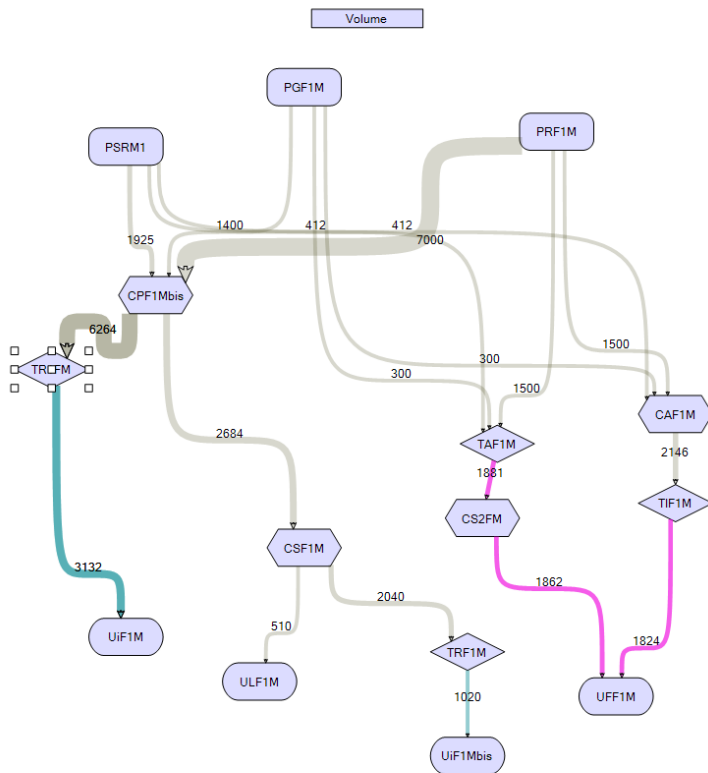 Volume
PGF1M
PRF1M
PSRM1
1400
412
412
1925
7000
CPF1Mbis
6264
1500
300
300
1500
CAF1M
2684
TAF1M
1881
2146
CS2FM
TIF1M
CSF1M
3132
1862
2040
510
UiF1M
1824
TRF1M
ULF1M
1020
UFF1M
UiF1Mbis